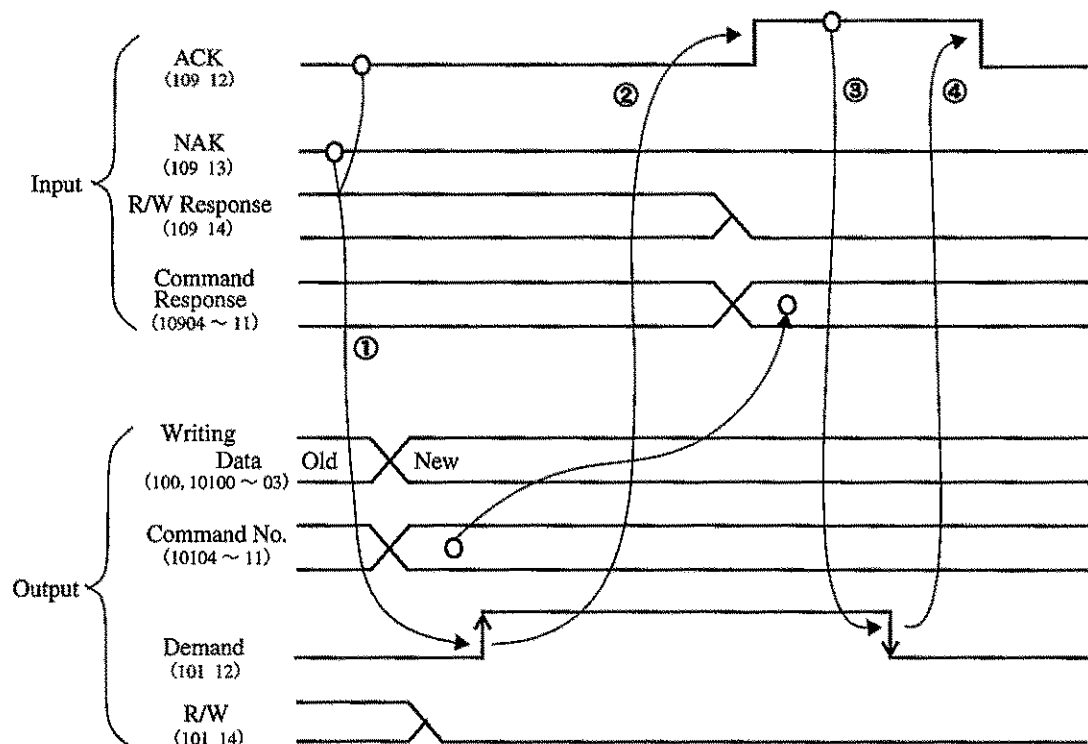 ACK
(109 12)
②
③
④
NAK
(109 13)
Input
R/W Response
(109 14)
Command
Response
(10904 ~ 11)
①
Writing
Data
Old
New
(100, 10100 ~ 03)
Command No.
(10104 ~ 11)
Output
Demand
(101 12)
R/W
(101 14)